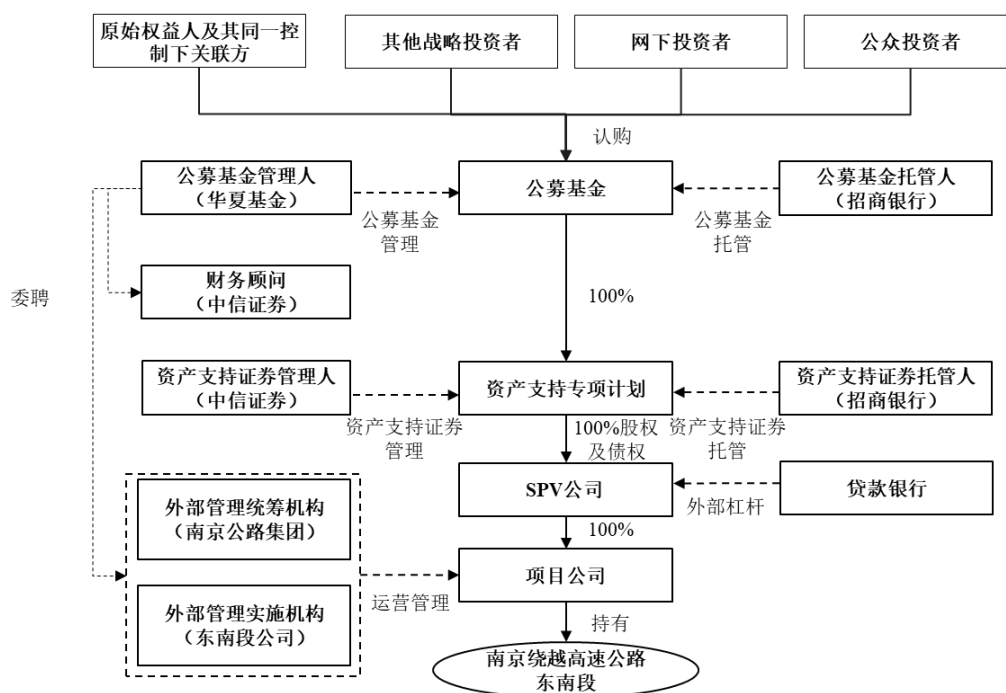 原始权益人及其同一控
制下关联方
其他战略投资者
网下投资者
公众投资者
认购
公募基金管理人
（华夏基金）
公募基金
管理
公募基金
公募基金托管人
（招商银行）
公募基金
托管
委聘
财务顾问
（中信证券）
100%
资产支持证券管理人
（中信证券）
资产支持证券
管理
资产支持专项计划
资产支持证券托管人
（招商银行）
资产支持证券
托管
100%股权
及债权
外部管理统筹机构
（南京公路集团）
SPV公司
外部杠杆
贷款银行
100%
运营管理
项目公司
外部管理实施机构
（东南段公司）
持有
南京绕越高速公路
东南段